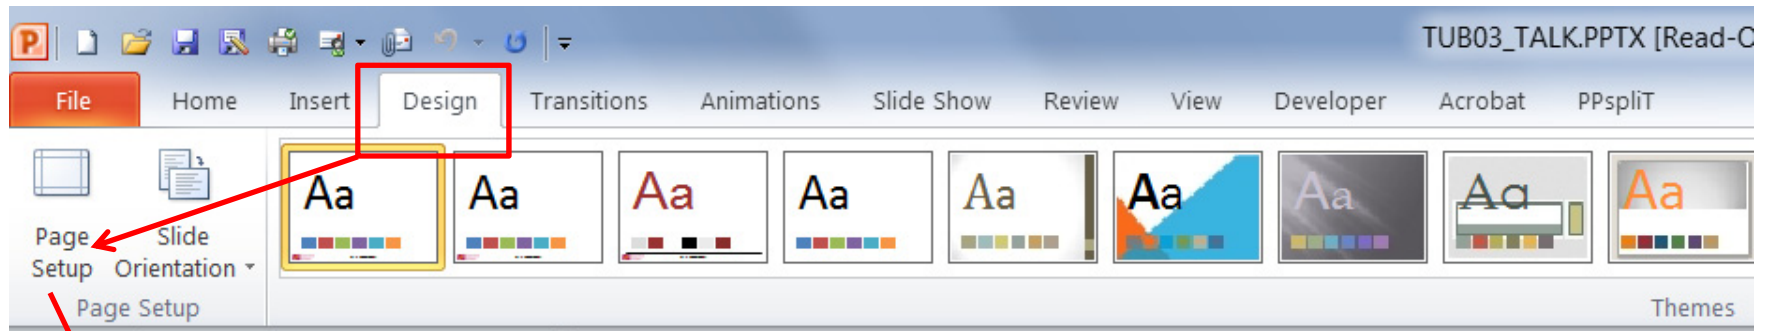 P TUB03_TALK.PPTX [Read-O
File Home Insert Design Transitions Animations Slide Show Review View Developer Acrobat PPspliT
Aa Aa Aa Aa Aa Aa Aa Aa Aa
Page Slide
Setup Orientation
Page Setup Themes